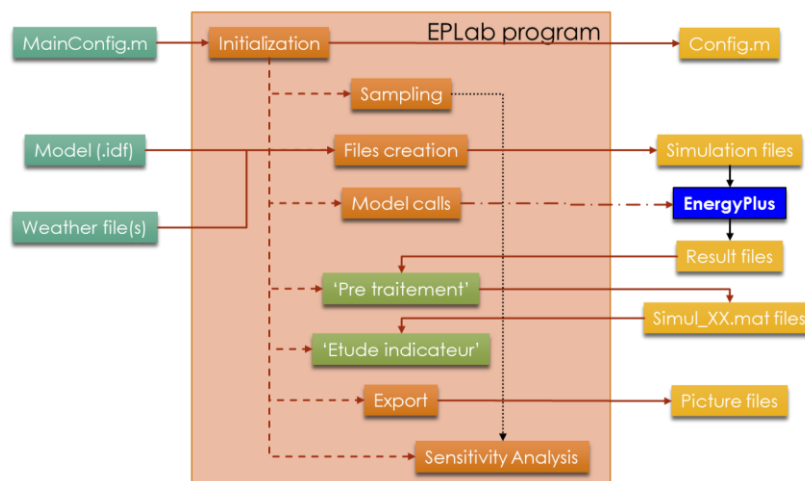 EPLab program
MainConfig.m
Initialization
Config.m
Sampling
Model (.idf)
Files creation
Simulation files
Model calls
EnergyPlus
Weather file(s)
Result files
‘Pre traitement’
Simul_XX.mat files
‘Etude indicateur’
Export
Picture files
Sensitivity Analysis